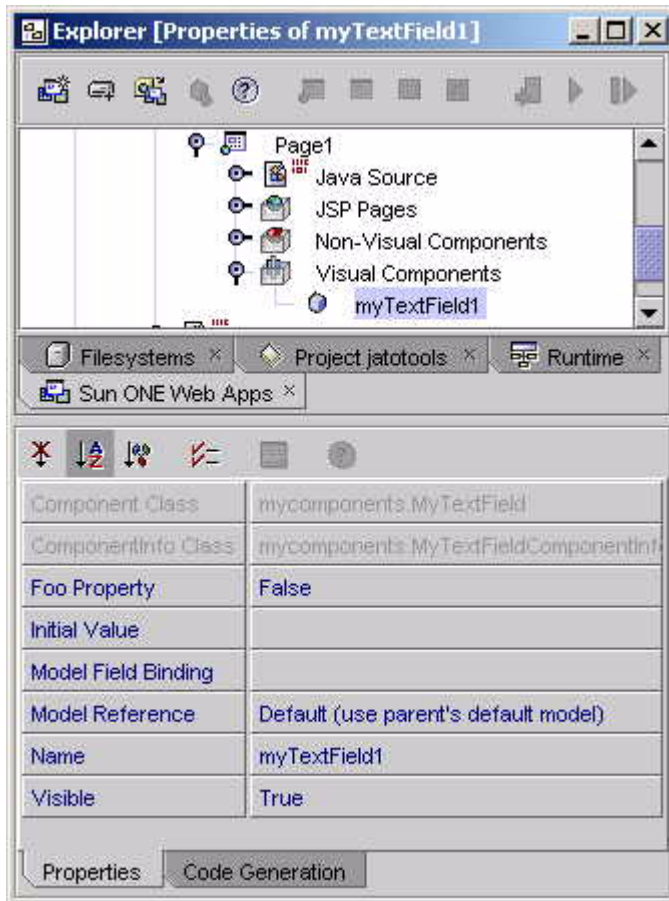 Explorer [Properties of myTextField1]
Page1
Java Source
JSP Pages
Non-Visual Components
Visual Components
myTextField1
Filesystems × Project jatotools × Runtime ×
Sun ONE Web Apps ×
Component Class mycomponents.MyTextField
ComponentInfo Class mycomponents.MyTextFieldComponentInf
Foo Property False
Initial Value
Model Field Binding
Model Reference Default (use parent's default model)
Name myTextField1
Visible True
Properties Code Generation